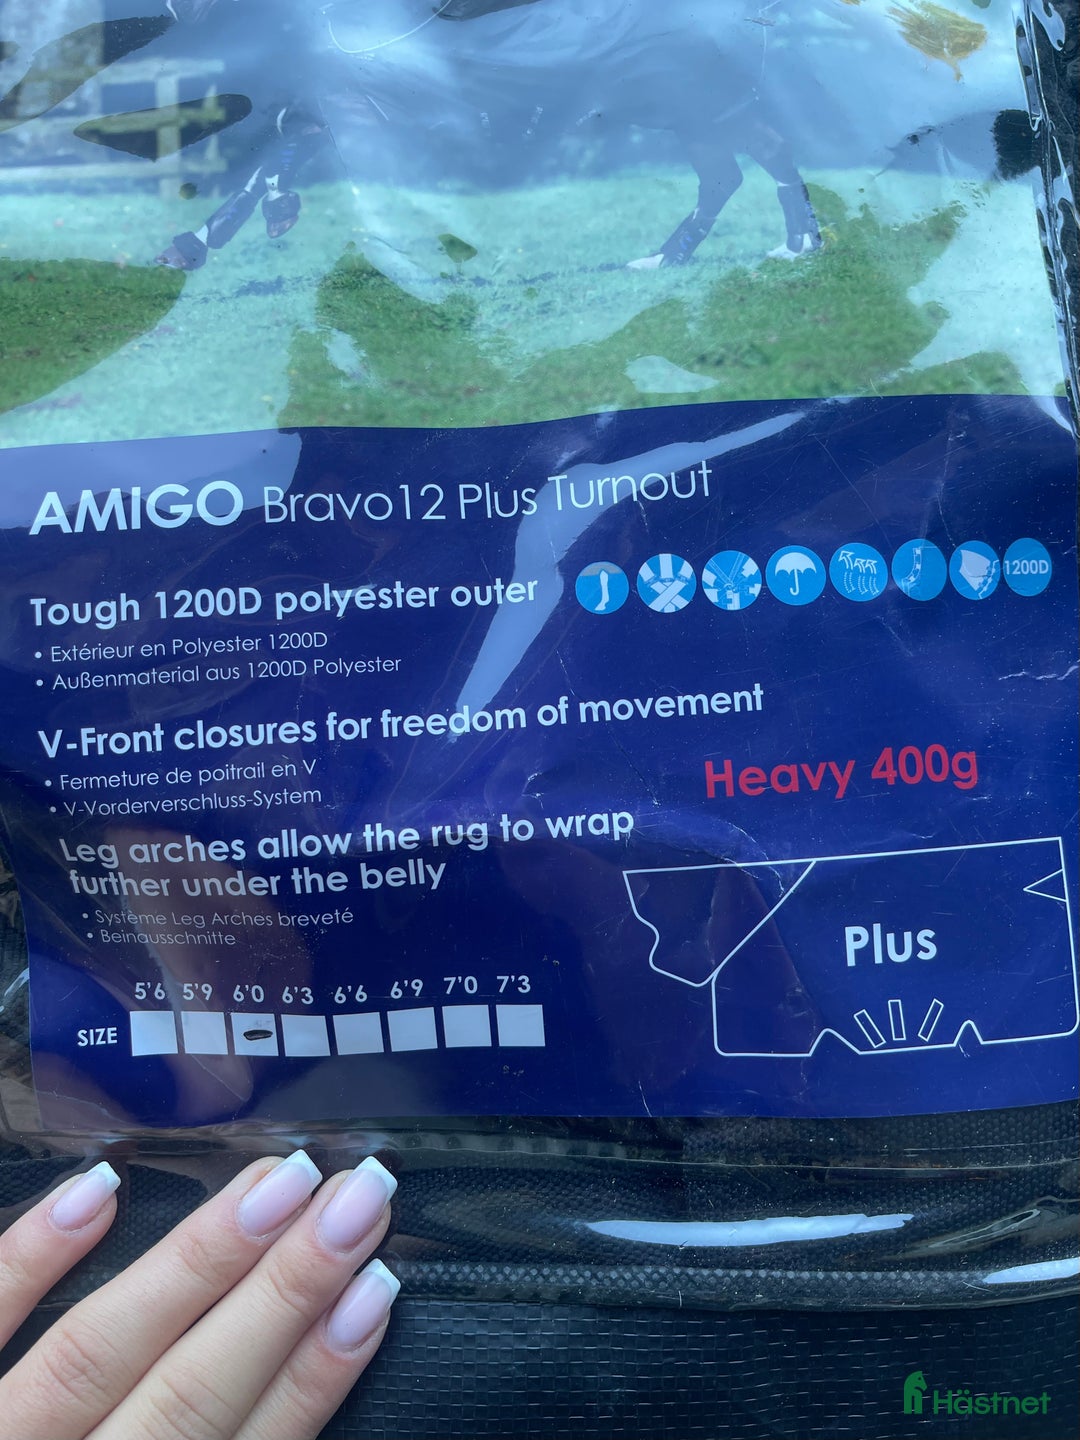 AMIGO Bravo12 Plus Turnout
Tough 1200D polyester outer
• Extérieur en Polyester 1200D
• Außenmaterial aus 1200D Polyester
1200D
V-Front closures for freedom of movement
• Fermeture de poitrail en V
• V-Vorderverschluss-System
Heavy 400g
Leg arches allow the rug to wrap
further under the belly
• Système Leg Arches breveté
• Beinausschnitte
Plus
5'6 5'9 6'0 6'3 6'6 6'9 7'0 7'3
SIZE
Hästnet